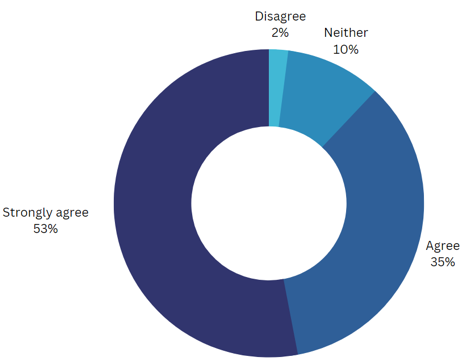 Disagree
2%
Neither
10%
Strongly agree
53%
Agree
35%